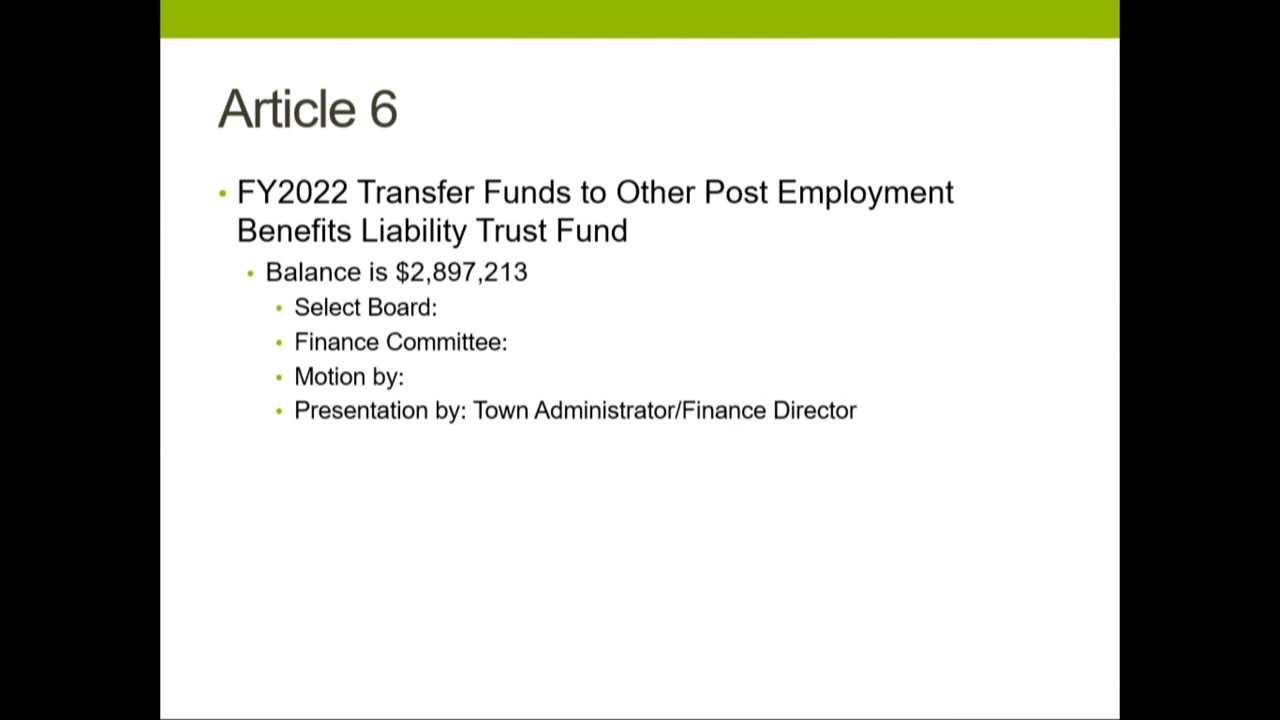 Article 6
• FY2022 Transfer Funds to Other Post Employment
Benefits Liability Trust Fund
• Balance is $2,897,213
• Select Board:
• Finance Committee:
• Motion by:
• Presentation by: Town Administrator/Finance Director